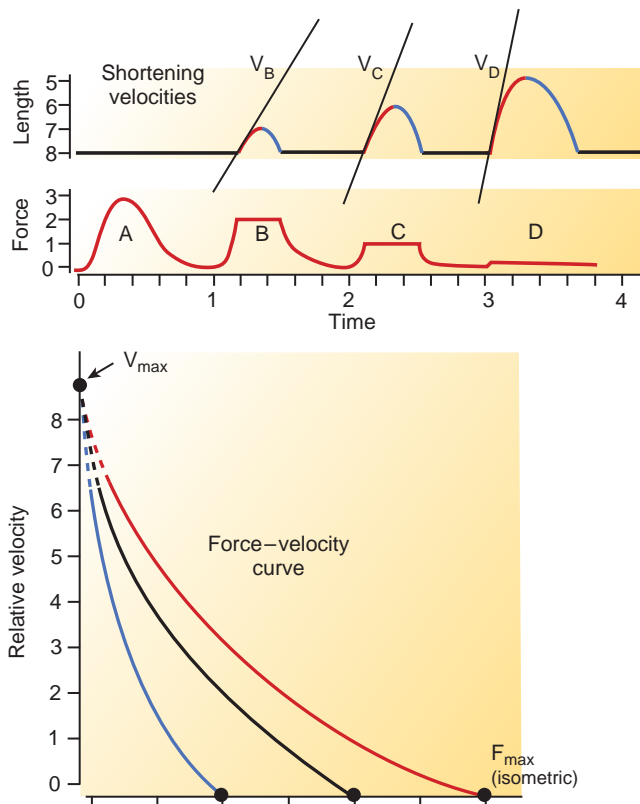 Shortening
velocities
V_B
V_C
V_D
Length
5
6
7
8
Force
3
2
1
0
A
B
C
D
0
1
2
3
4
Time
V_max
Relative velocity
8
7
6
5
4
3
2
1
0
Force–velocity
curve
F_max
(isometric)